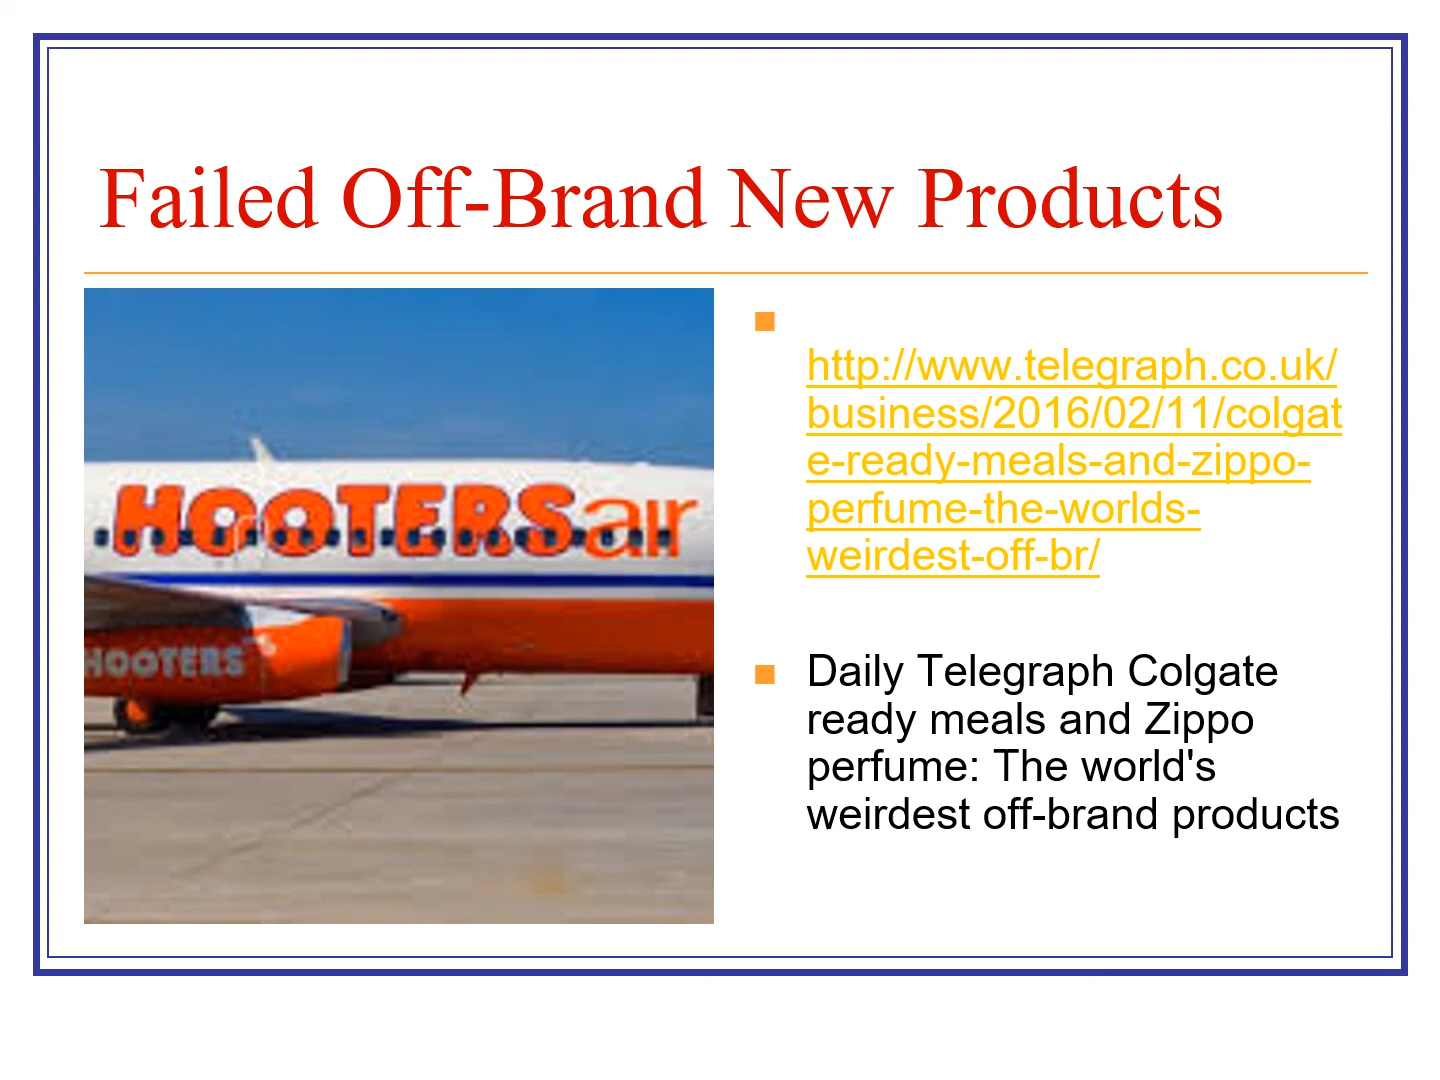 Failed Off-Brand New Products
HOOTERSair
HOOTERS
http://www.telegraph.co.uk/
business/2016/02/11/colgat
e-ready-meals-and-zippo-
perfume-the-worlds-
weirdest-off-br/
Daily Telegraph Colgate
ready meals and Zippo
perfume: The world's
weirdest off-brand products